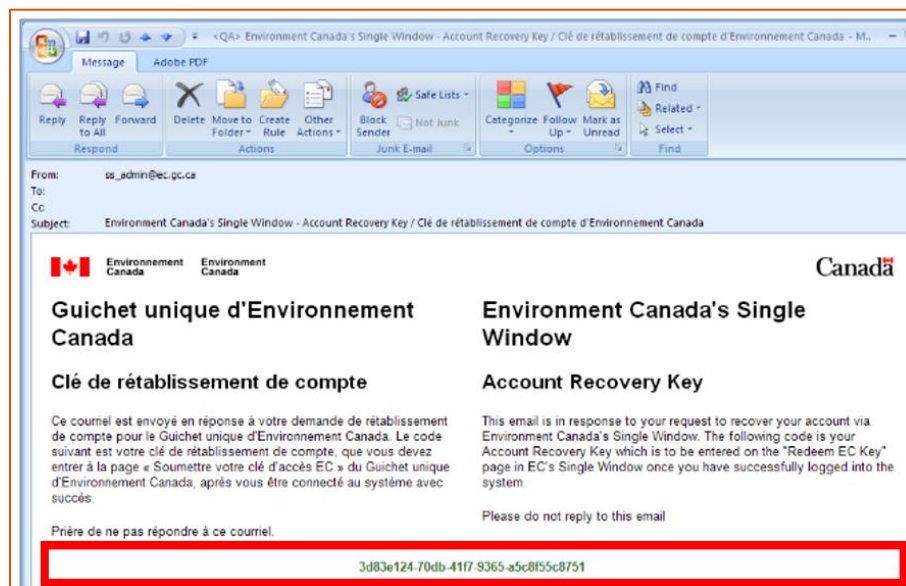 <QA> Environment Canada's Single Window - Account Recovery Key / Clé de rétablissement de compte d'Environnement Canada - M..
Message Adobe PDF
Reply Reply to All Forward Delete Move to Folder Create Rule Other Actions Block Sender Safe Lists Not Junk Categorize Follow Up Mark as Unread Find Related Select
Respond Actions Junk E-mail Options Find
From: ss_admin@ec.gc.ca
To:
Cc
Subject: Environment Canada's Single Window - Account Recovery Key / Clé de rétablissement de compte d'Environnement Canada
Environnement Canada Environment Canada
Canada
Guichet unique d'Environnement
Canada
Clé de rétablissement de compte
Ce courriel est envoyé en réponse à votre demande de rétablissement
de compte pour le Guichet unique d'Environnement Canada. Le code
suivant est votre clé de rétablissement de compte, que vous devez
entrer à la page « Soumettre votre clé d'accès EC » du Guichet unique
d'Environnement Canada, après vous être connecté au système avec
succès.
Prière de ne pas répondre à ce courriel.
Environment Canada's Single
Window
Account Recovery Key
This email is in response to your request to recover your account via
Environment Canada's Single Window. The following code is your
Account Recovery Key which is to be entered on the "Redeem EC Key"
page in EC's Single Window once you have successfully logged into the
system.
Please do not reply to this email
3d83e124-70db-41f7-9365-a5c8f55c8751